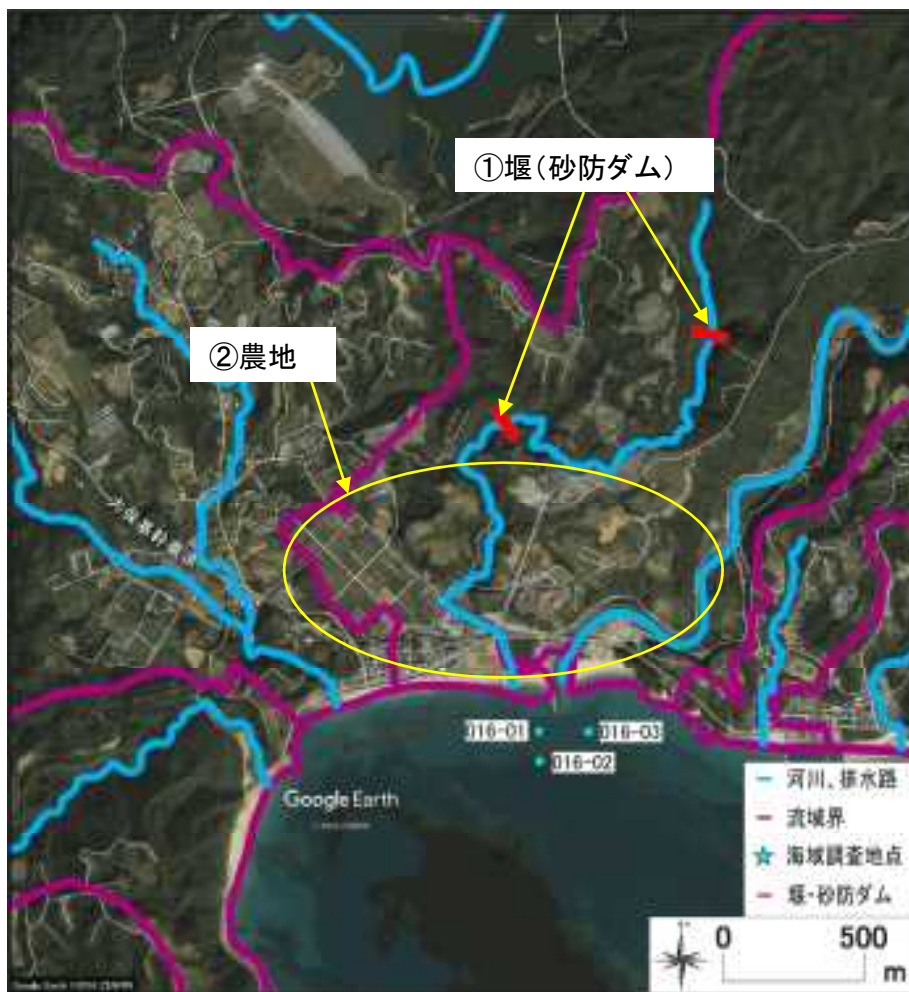 ①堰(砂防ダム)
②農地
016-01
016-03
016-02
Google Earth
河川、排水路
流域界
海域調査地点
堰・砂防ダム
0 500
m